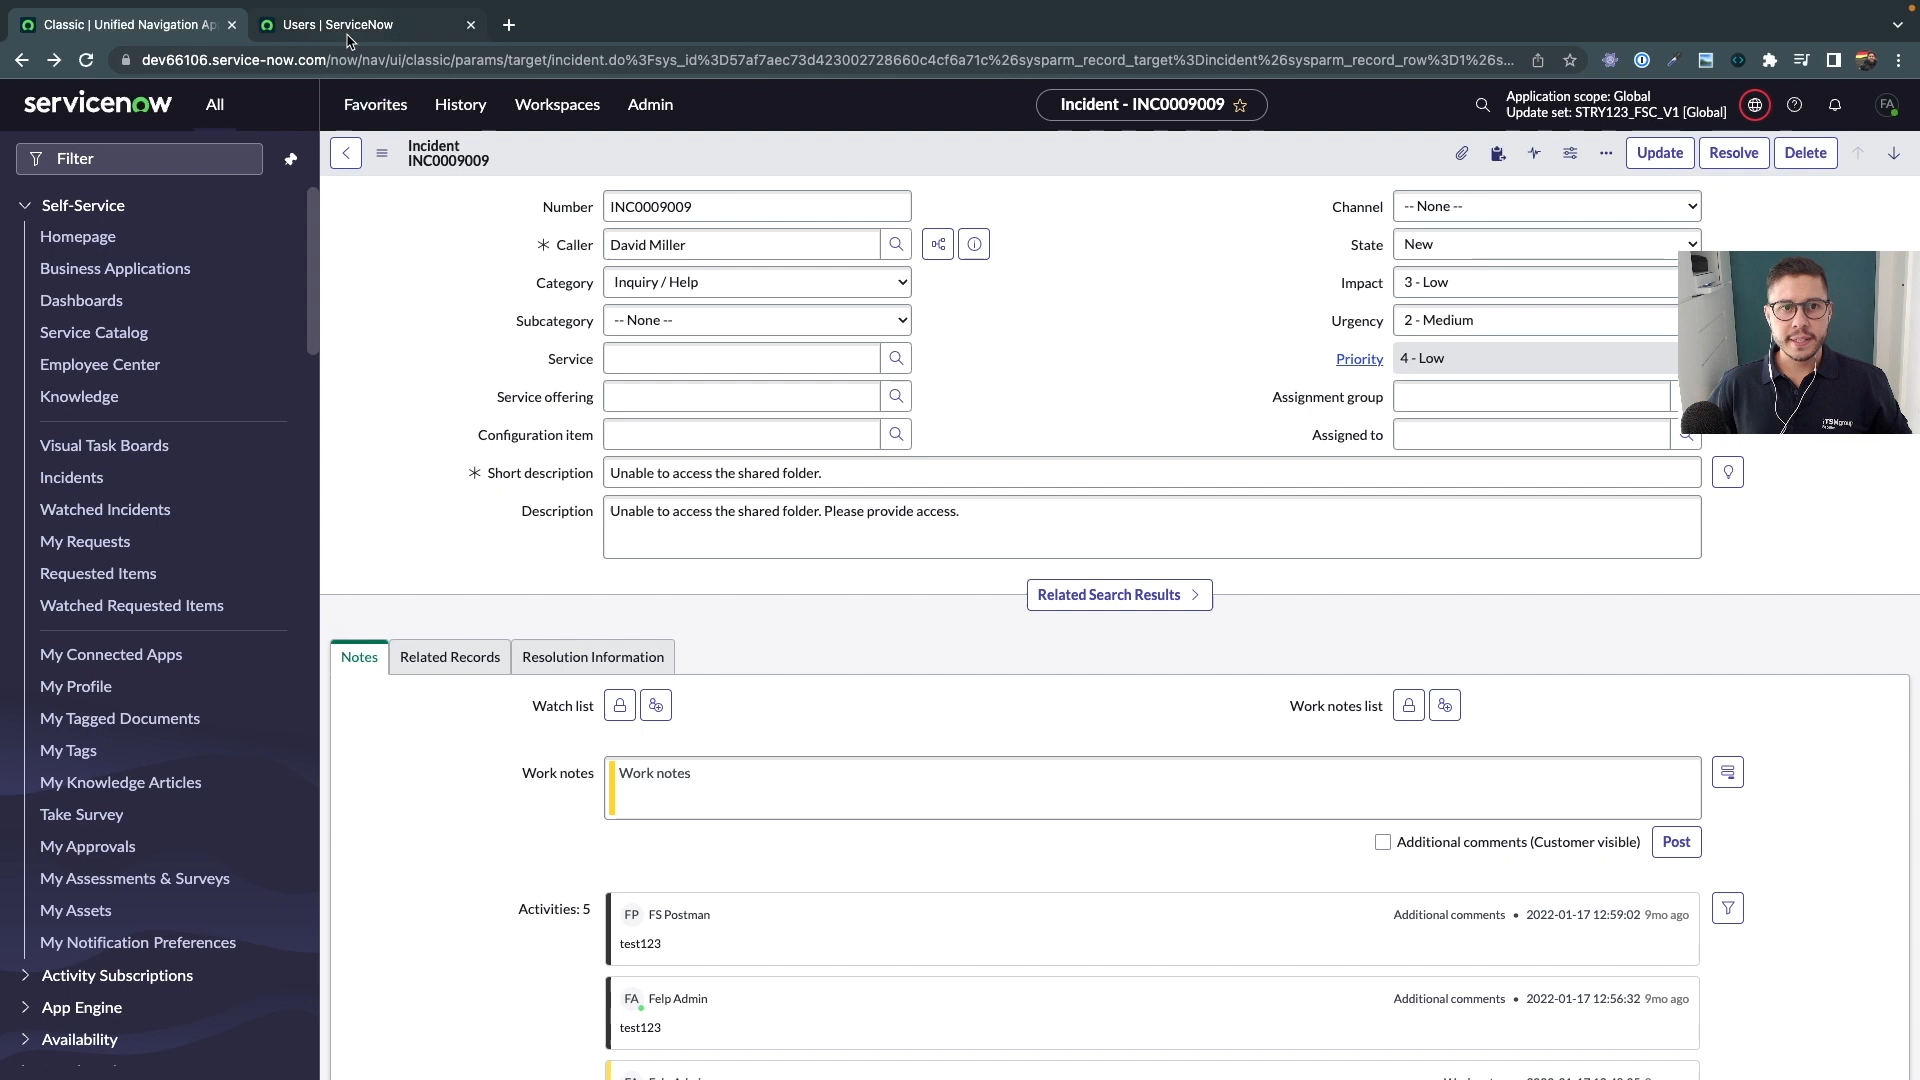 Classic | Unified Navigation Ap
Users | ServiceNow
dev66106.service-now.com/now/nav/ui/classic/params/target/incident.do%3Fsys_id%3D57af7aec73d423002728660c4cf6a71c%26sysparm_record_target%3Dincident%26sysparm_record_row%3D1%26s...
servicenow
All
Favorites
History
Workspaces
Admin
Incident - INC0009009
Application scope: Global
Update set: STRY123_FSC_V1 [Global]
FA
Filter
Incident
INC0009009
Update
Resolve
Delete
Self-Service
Homepage
Business Applications
Dashboards
Service Catalog
Employee Center
Knowledge
Visual Task Boards
Incidents
Watched Incidents
My Requests
Requested Items
Watched Requested Items
My Connected Apps
My Profile
My Tagged Documents
My Tags
My Knowledge Articles
Take Survey
My Approvals
My Assessments & Surveys
My Assets
My Notification Preferences
Activity Subscriptions
App Engine
Availability
Number INC0009009
Caller David Miller
Category Inquiry / Help
Subcategory -- None --
Service
Service offering
Configuration item
Channel -- None --
State New
Impact 3 - Low
Urgency 2 - Medium
Priority 4 - Low
Assignment group
Assigned to
Short description Unable to access the shared folder.
Description Unable to access the shared folder. Please provide access.
iTSMgroup
Related Search Results
Notes
Related Records
Resolution Information
Watch list
Work notes list
Work notes Work notes
Additional comments (Customer visible)
Post
Activities: 5
FP FS Postman
Additional comments • 2022-01-17 12:59:02 9mo ago
test123
FA Felp Admin
Additional comments • 2022-01-17 12:56:32 9mo ago
test123